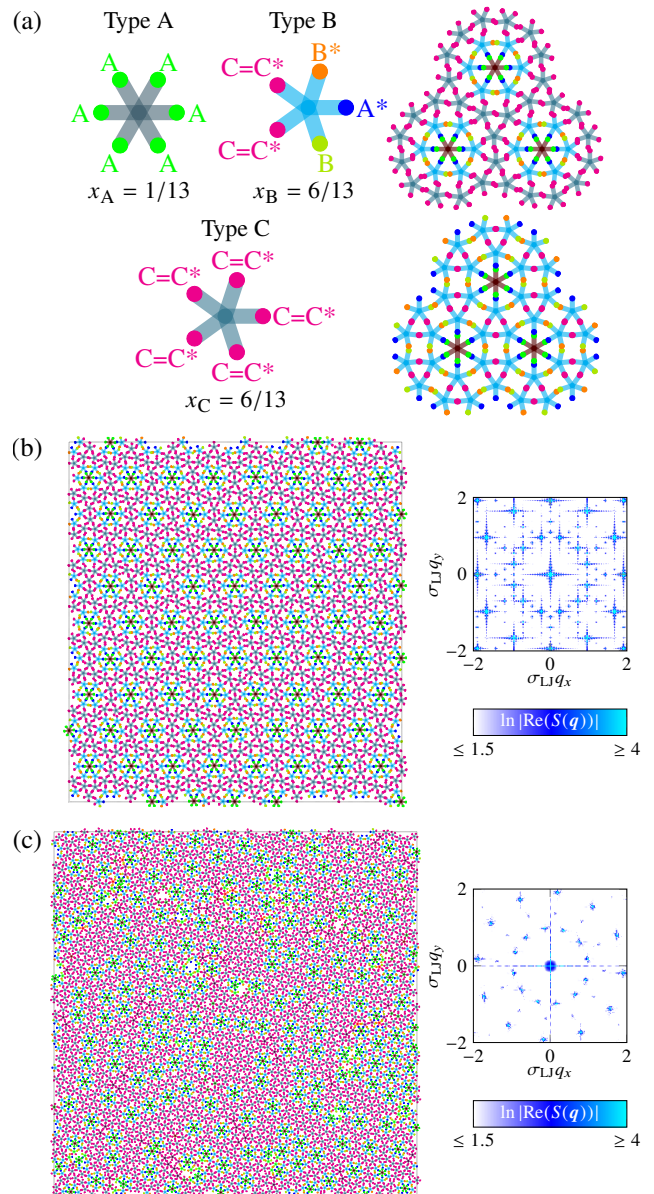 (a)
Type A
Type B
A A
A A
A A
x_A = 1/13
C=C*
B*
A*
C=C*
B
x_B = 6/13
Type C
C=C*
C=C*
C=C*
C=C*
C=C*
x_C = 6/13
(b)
2
0
−2
σ_LJ q_y
−2 0 2
σ_LJ q_x
ln |Re(S(q))|
≤ 1.5 ≥ 4
(c)
2
0
−2
σ_LJ q_y
−2 0 2
σ_LJ q_x
ln |Re(S(q))|
≤ 1.5 ≥ 4